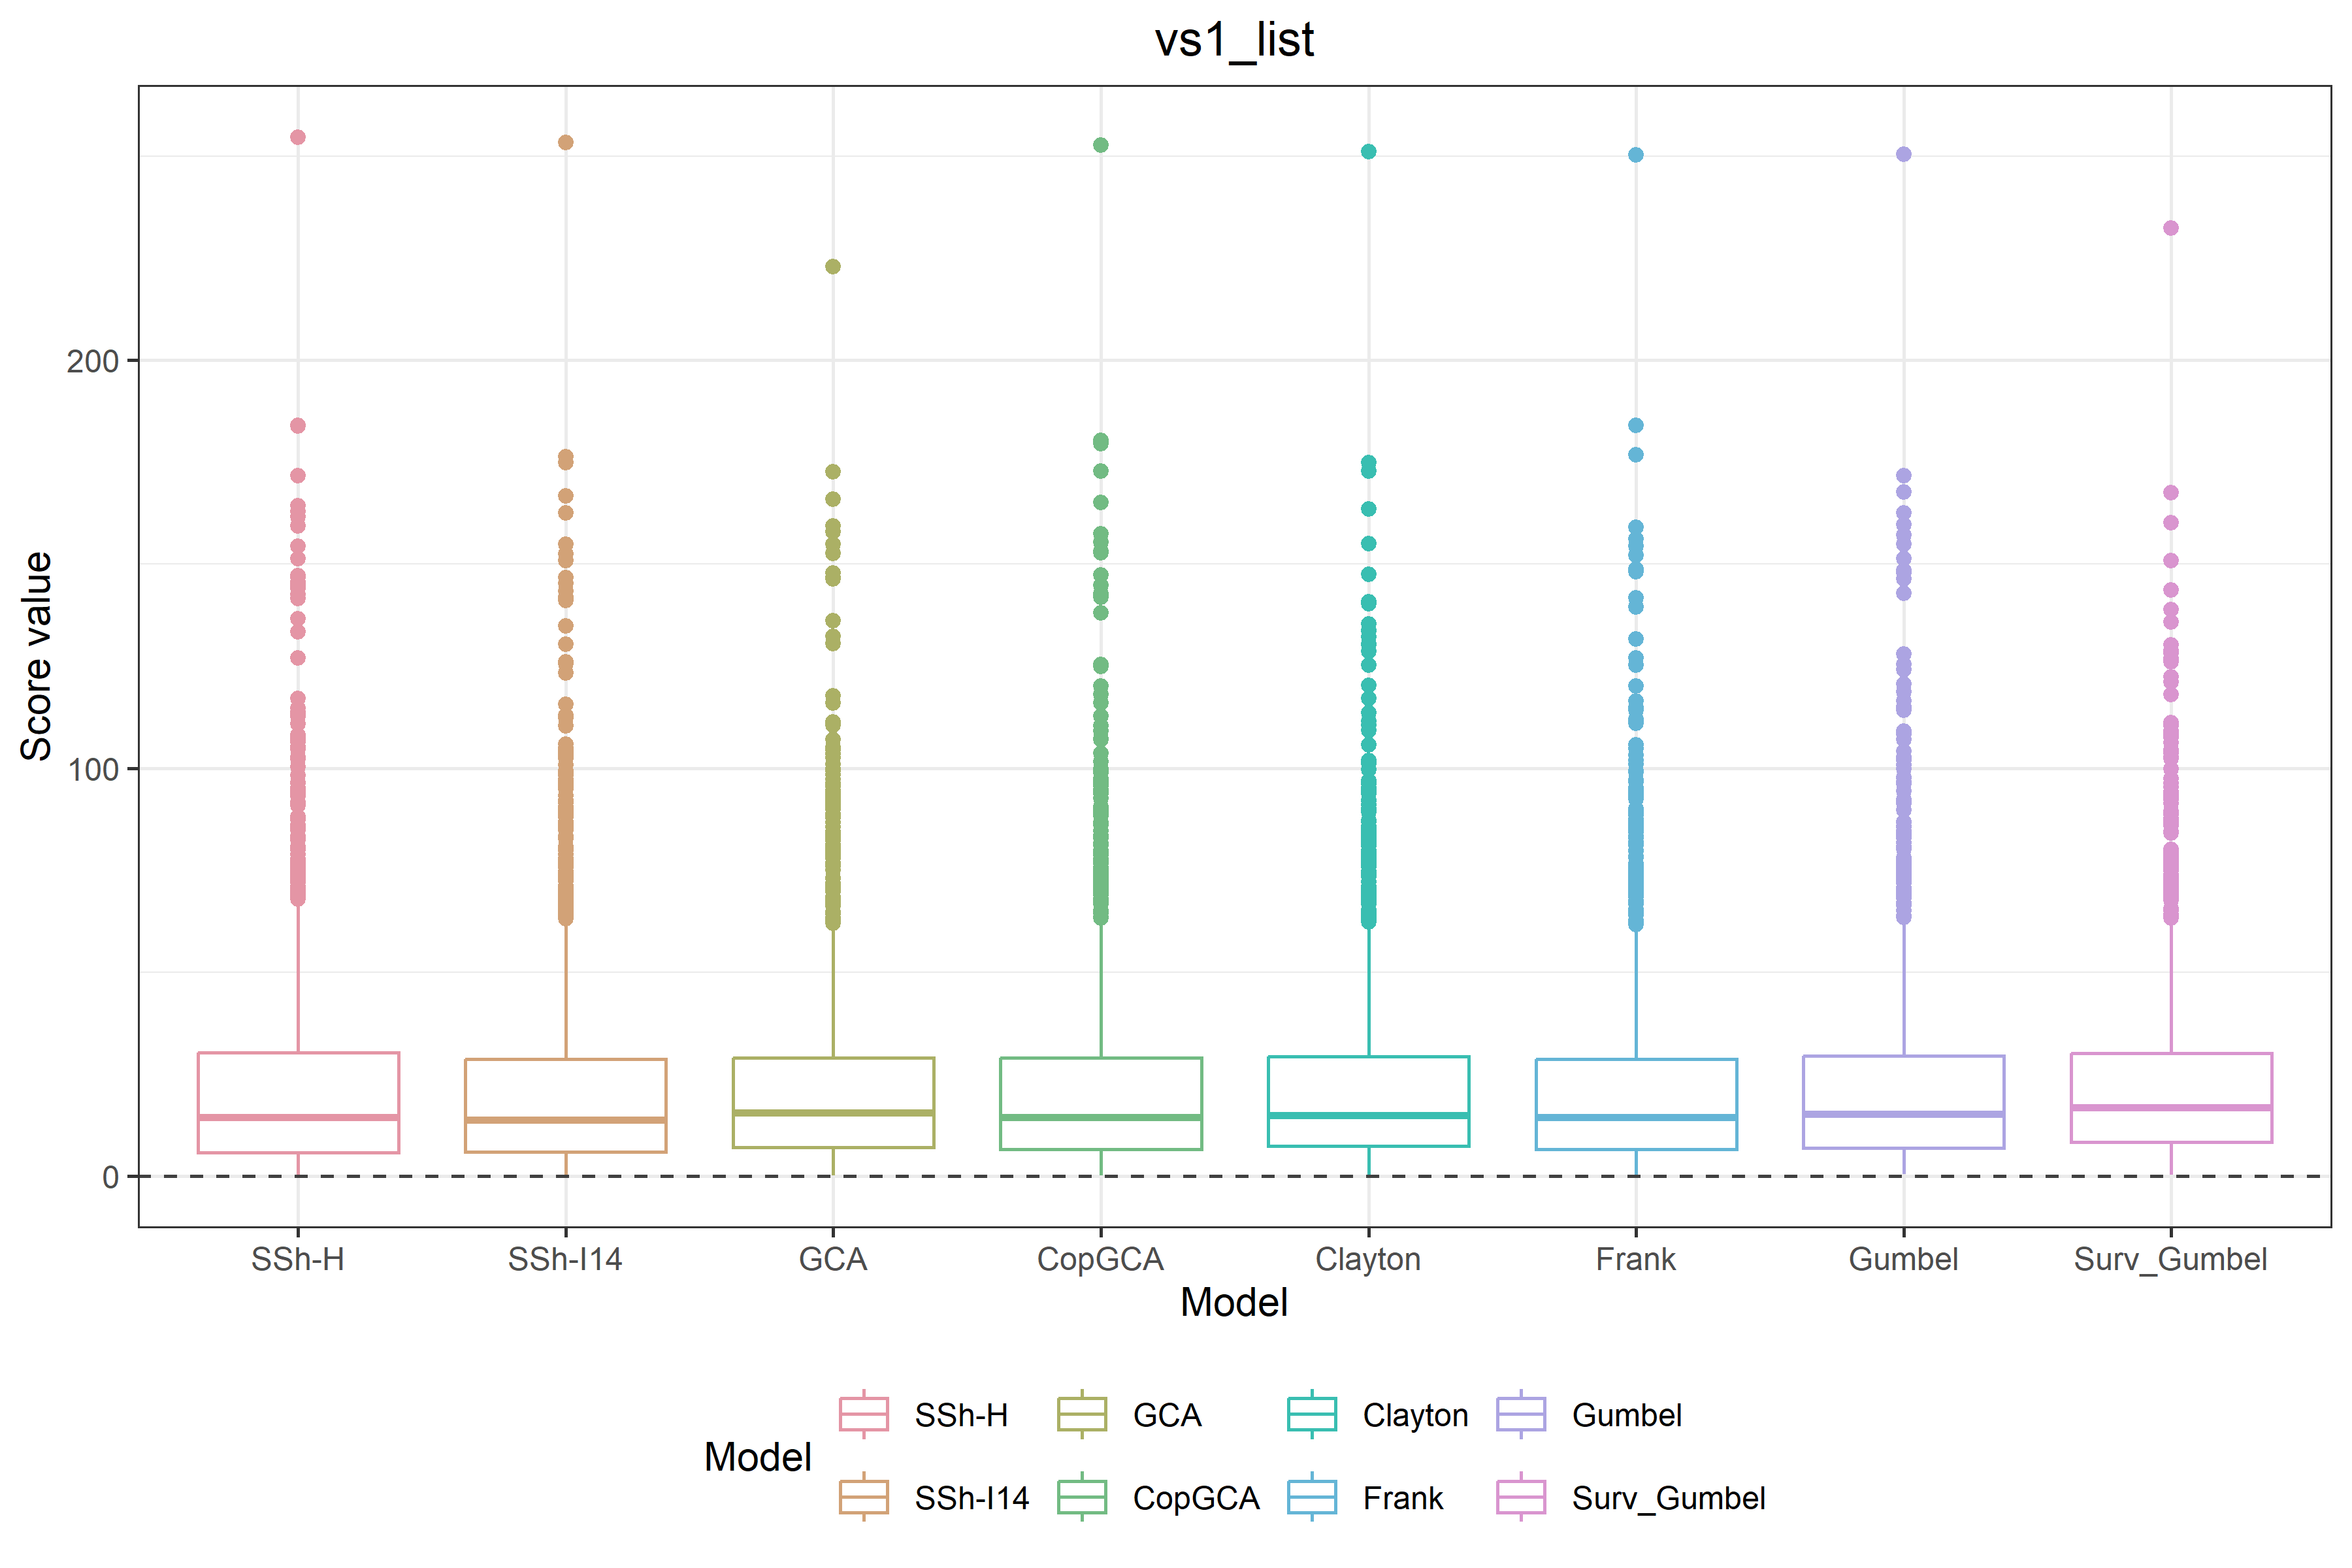 vs1_list
Score value
200
100
0
SSh-H SSh-I14 GCA CopGCA Clayton Frank Gumbel Surv_Gumbel
Model
Model
SSh-H GCA Clayton Gumbel
SSh-I14 CopGCA Frank Surv_Gumbel